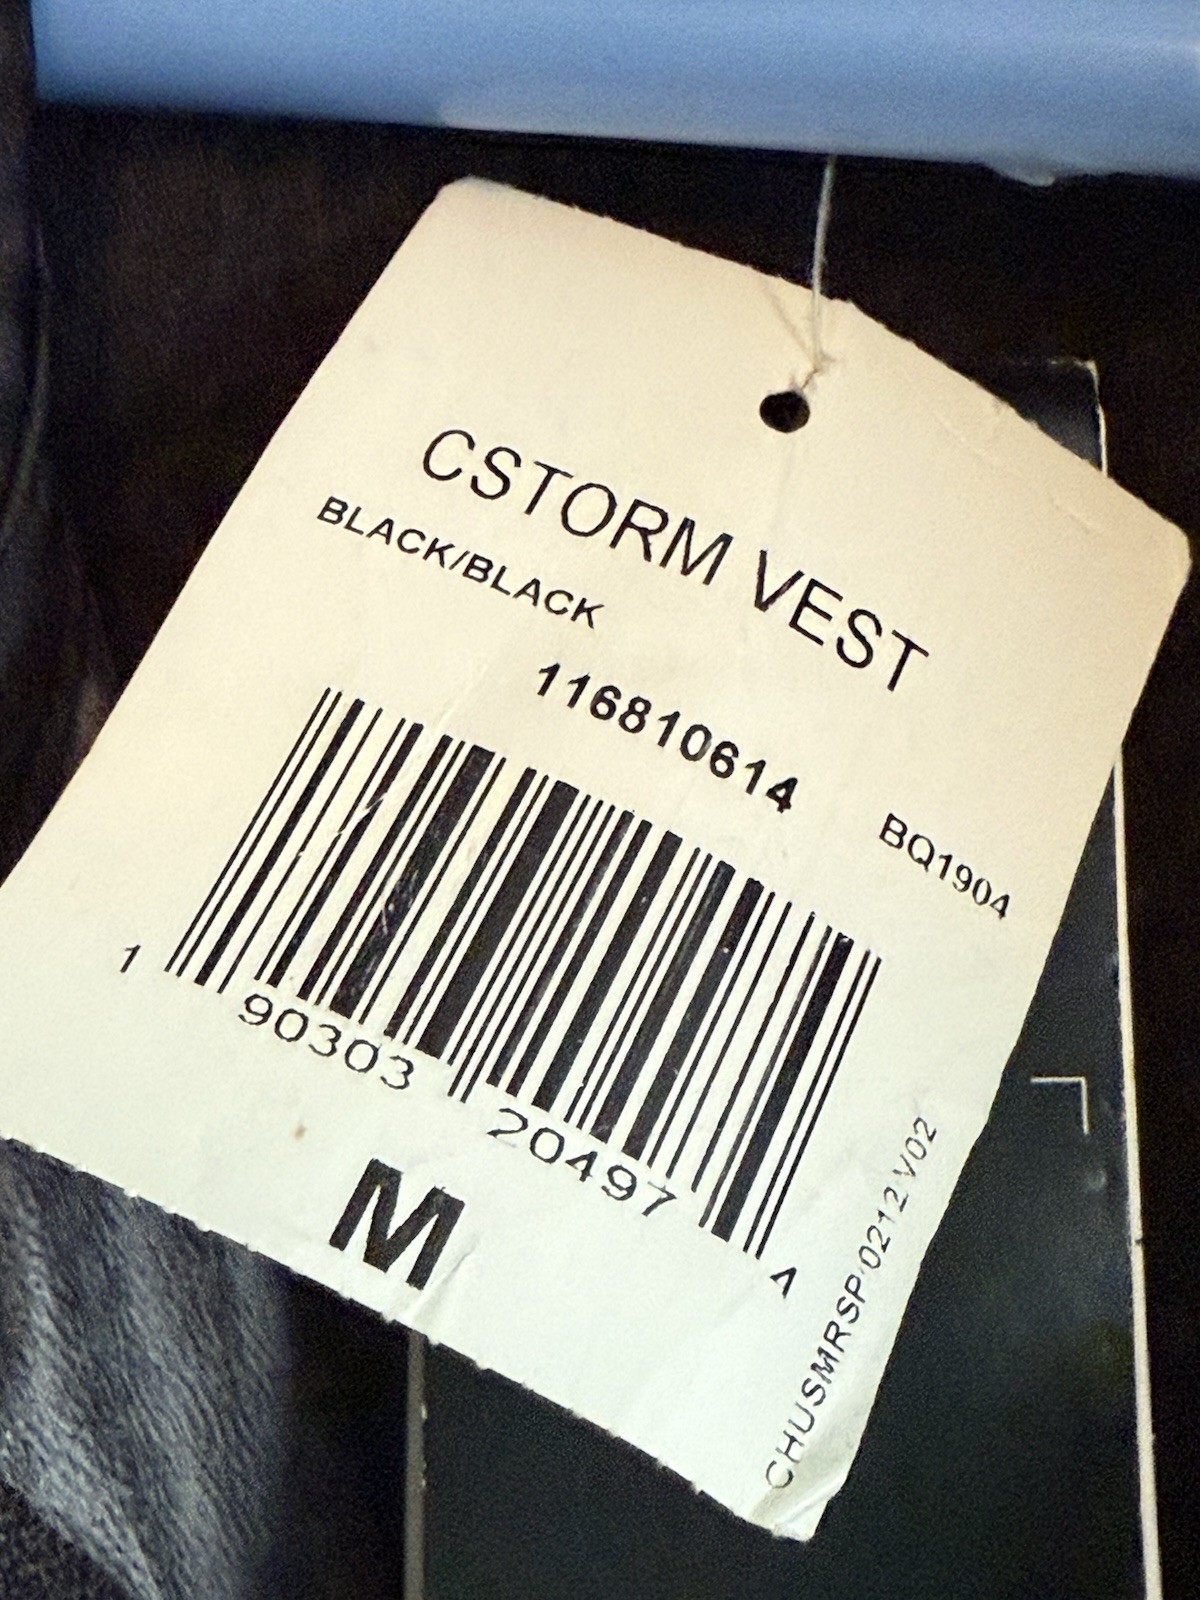 CSTORM VEST
BLACK/BLACK
116810614
BQ1904
1 90303 20497 4
M
CHUSMRSP 0212 V02